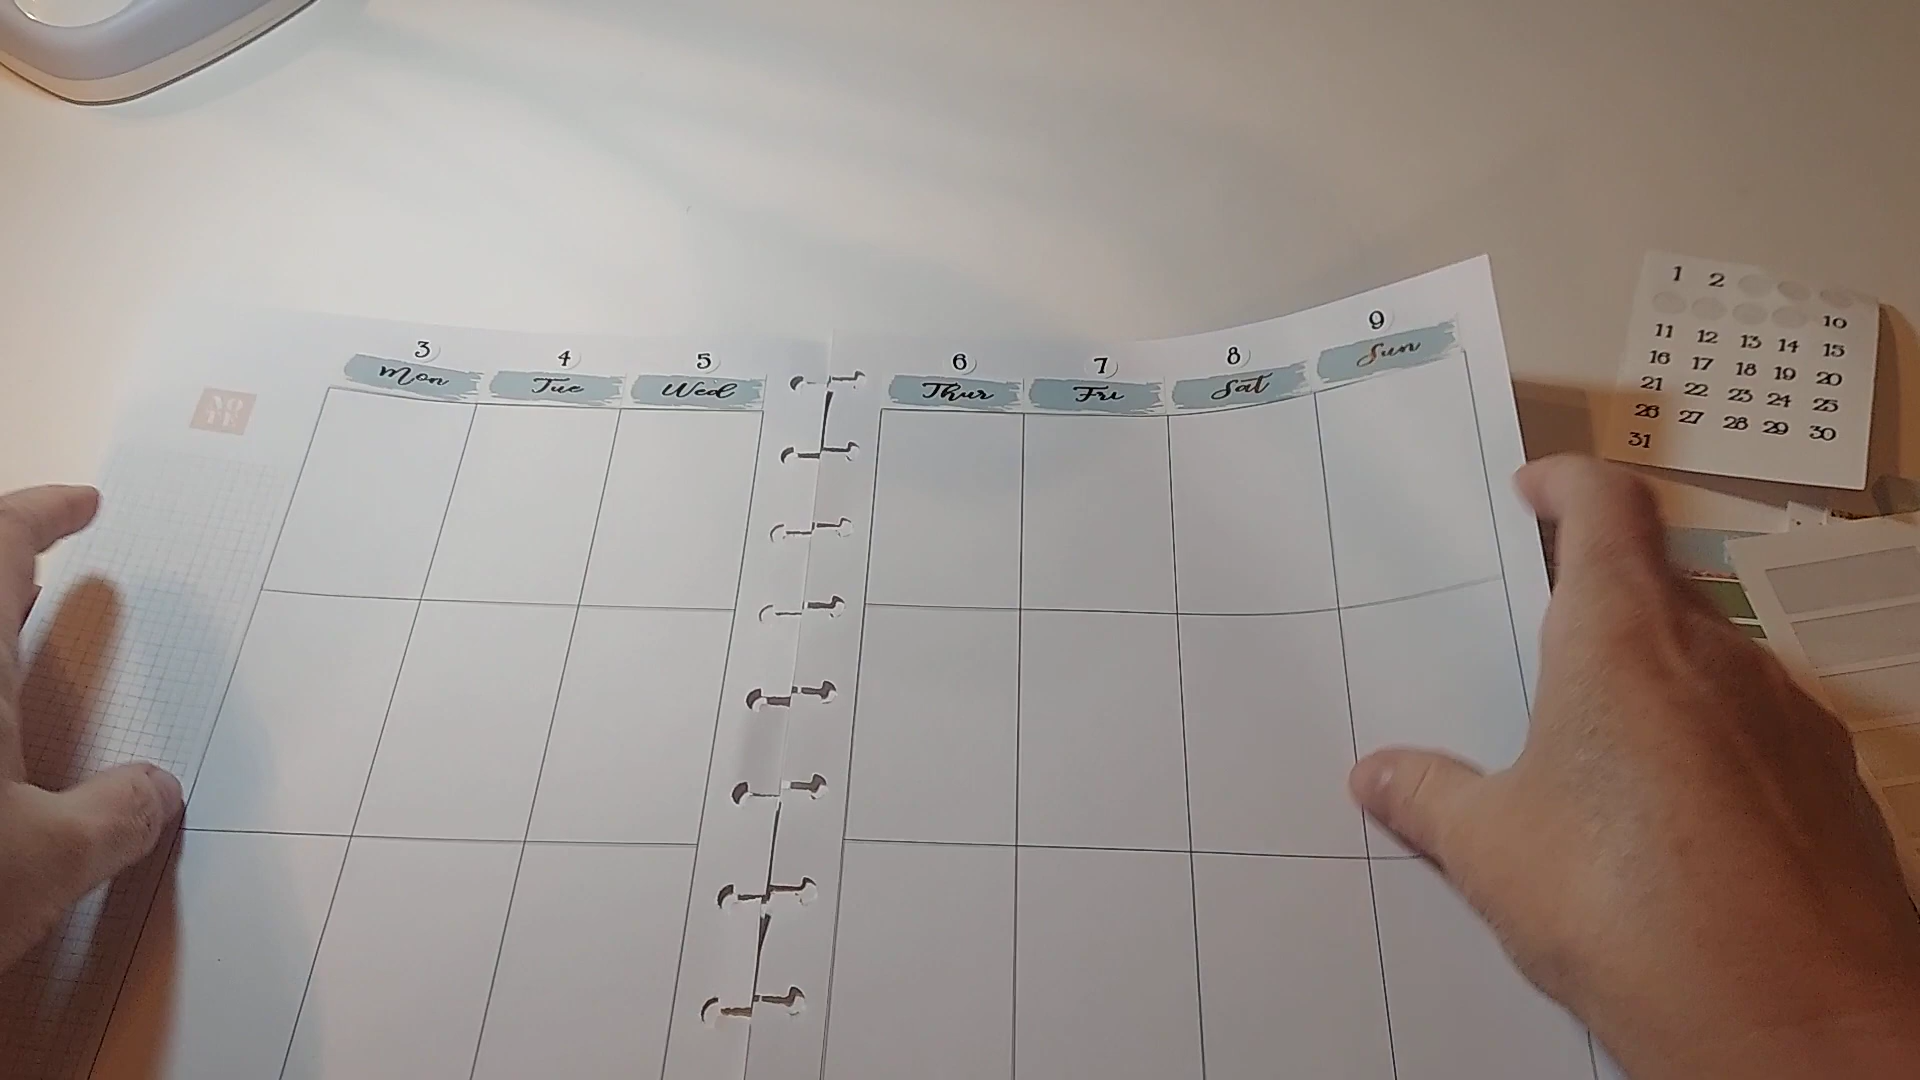 3 4 5 6 7 8 9
Mon Tue Wed Thur Fri Sat Sun
NO
TE
1 2
10
11 12 13 14 15
16 17 18 19 20
21 22 23 24 25
26 27 28 29 30
31